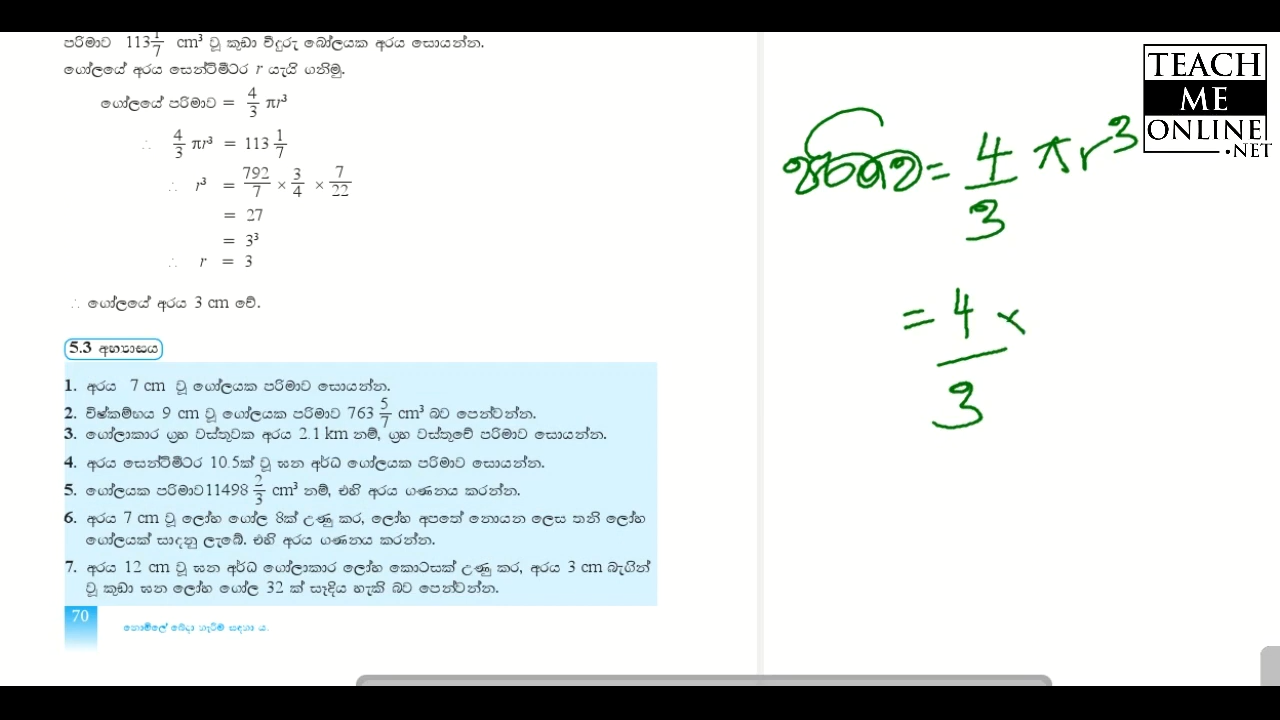 පරිමාව 113 1/7 cm³ වූ කුඩා වීදුරු බෝලයක අරය සොයන්න.
ගෝලයේ අරය සෙන්ටිමීටර r යැයි ගනිමු.
ගෝලයේ පරිමාව = 4/3 πr³
∴ 4/3 πr³ = 113 1/7
∴ r³ = 792/7 × 3/4 × 7/22
= 27
= 3³
∴ r = 3
∴ ගෝලයේ අරය 3 cm වේ.
5.3 අභ්‍යාසය
1. අරය 7 cm වූ ගෝලයක පරිමාව සොයන්න.
2. විෂ්කම්භය 9 cm වූ ගෝලයක පරිමාව 763 5/7 cm³ බව පෙන්වන්න.
3. ගෝලාකාර ග්‍රහ වස්තුවක අරය 2.1 km නම්, ග්‍රහ වස්තුවේ පරිමාව සොයන්න.
4. අරය සෙන්ටිමීටර 10.5ක් වූ ඝන අර්ධ ගෝලයක පරිමාව සොයන්න.
5. ගෝලයක පරිමාව 11498 2/3 cm³ නම්, එහි අරය ගණනය කරන්න.
6. අරය 7 cm වූ ලෝහ ගෝල 8ක් උණු කර, ලෝහ අපතේ නොයන ලෙස තනි ලෝහ
ගෝලයක් සාදනු ලැබේ. එහි අරය ගණනය කරන්න.
7. අරය 12 cm වූ ඝන අර්ධ ගෝලාකාර ලෝහ කොටසක් උණු කර, අරය 3 cm බැගින්
වූ කුඩා ඝන ලෝහ ගෝල 32 ක් සෑදිය හැකි බව පෙන්වන්න.
70
නොමිලේ බෙදා හැරීම සඳහා ය.
පරිමාව = 4/3 πr³
= 4/3 ×
TEACH
ME
ONLINE
.NET